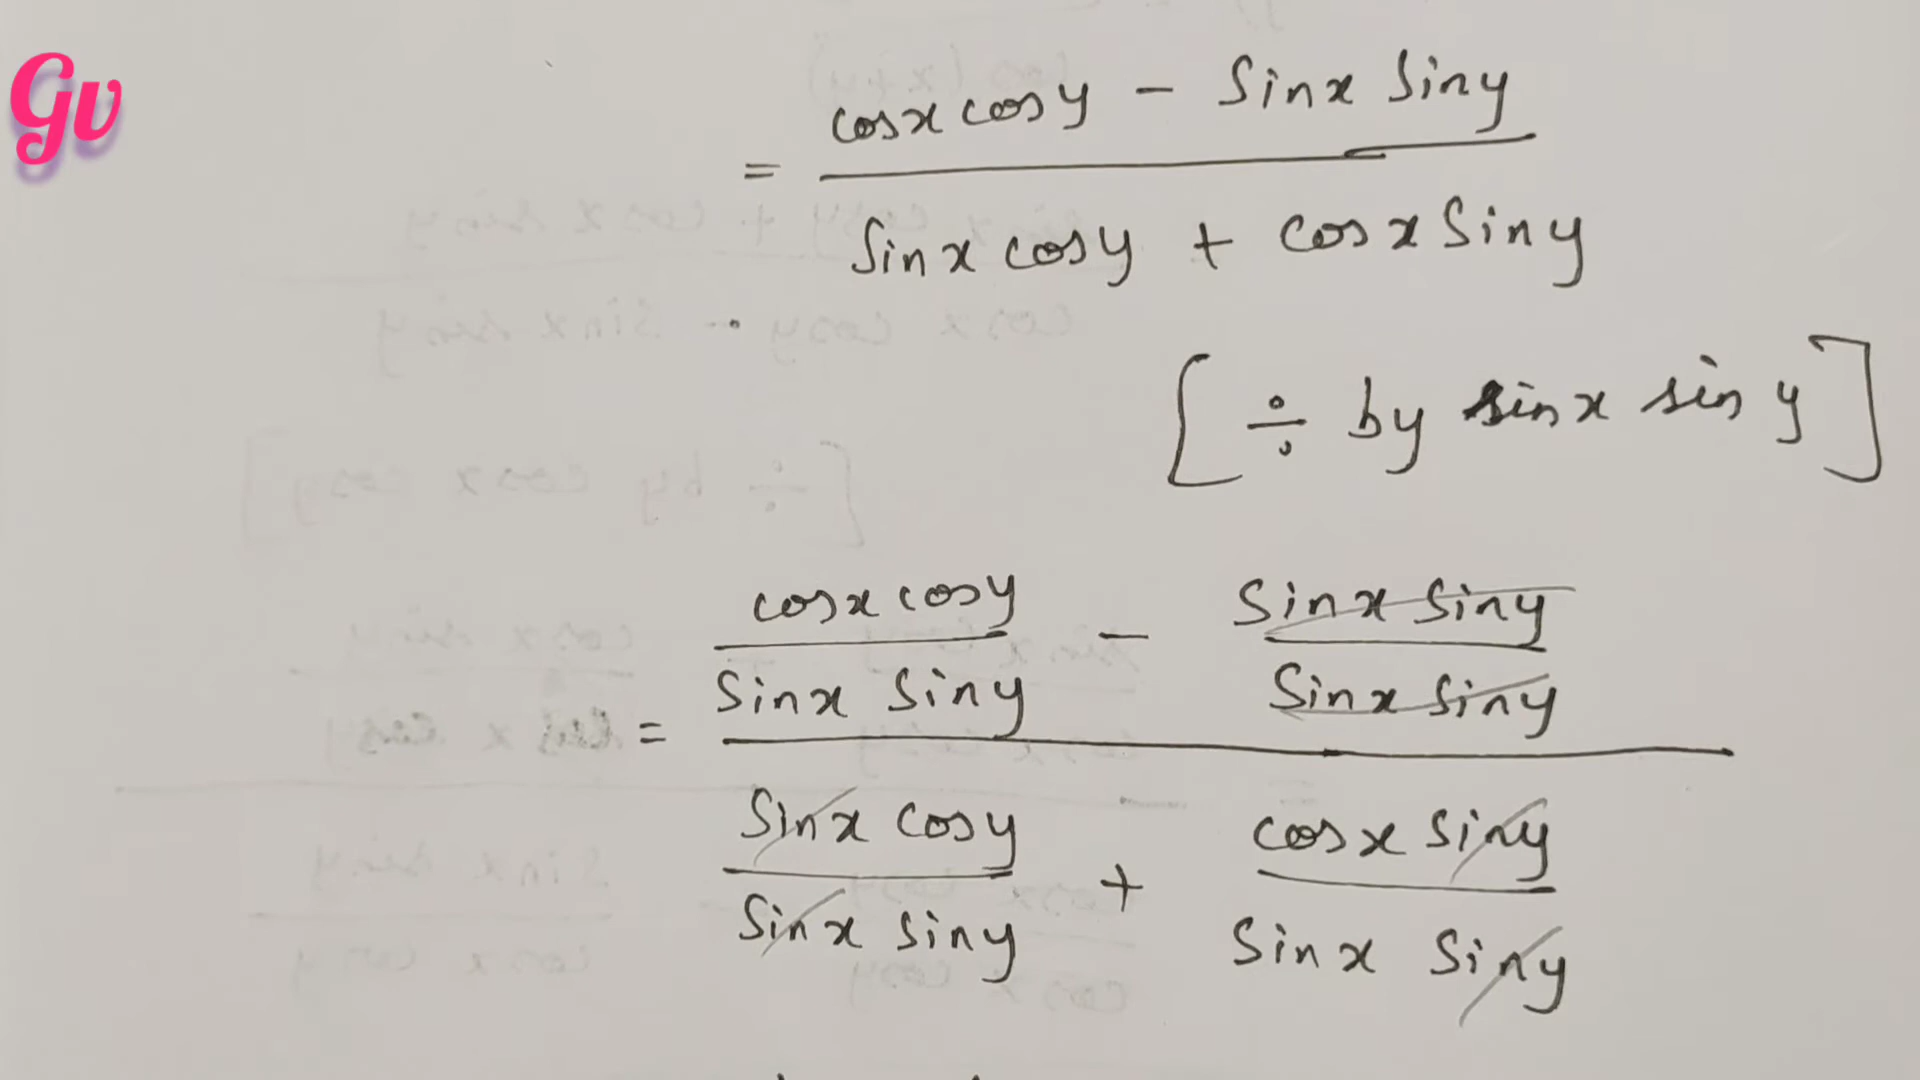 Gv
= cosx cosy - Sinx Siny
Sinx cosy + cosx Siny
[ ÷ by sinx siny ]
cosx cosy - Sinx Siny
Sinx Siny Sinx Siny
=
Sinx cosy + cosx Siny
Sinx Siny Sinx Siny